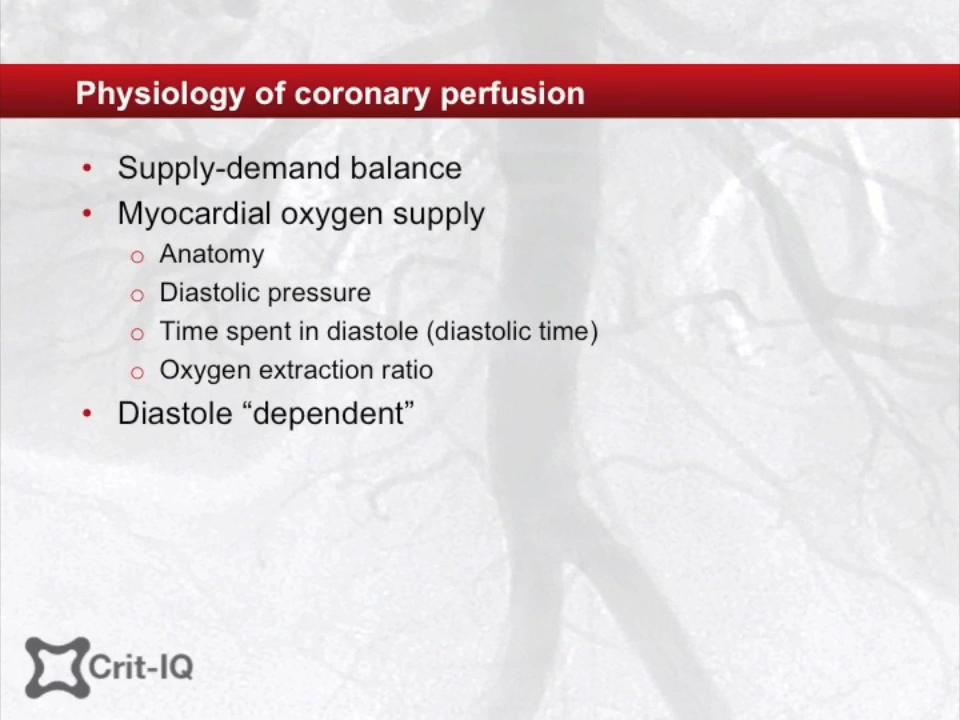 Physiology of coronary perfusion
• Supply-demand balance
• Myocardial oxygen supply
o Anatomy
o Diastolic pressure
o Time spent in diastole (diastolic time)
o Oxygen extraction ratio
• Diastole “dependent”
Crit-IQ